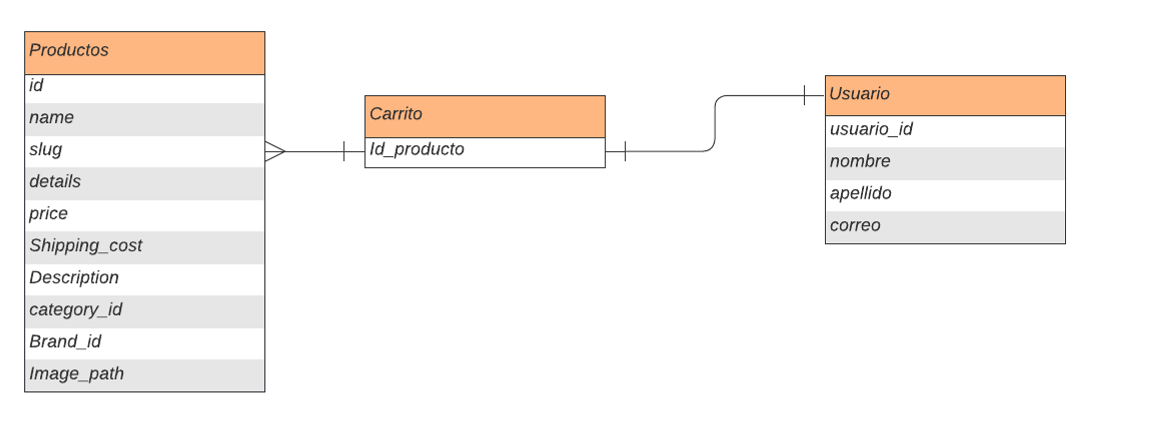 Productos
id
name
slug
details
price
Shipping_cost
Description
category_id
Brand_id
Image_path
Carrito
Id_producto
Usuario
usuario_id
nombre
apellido
correo